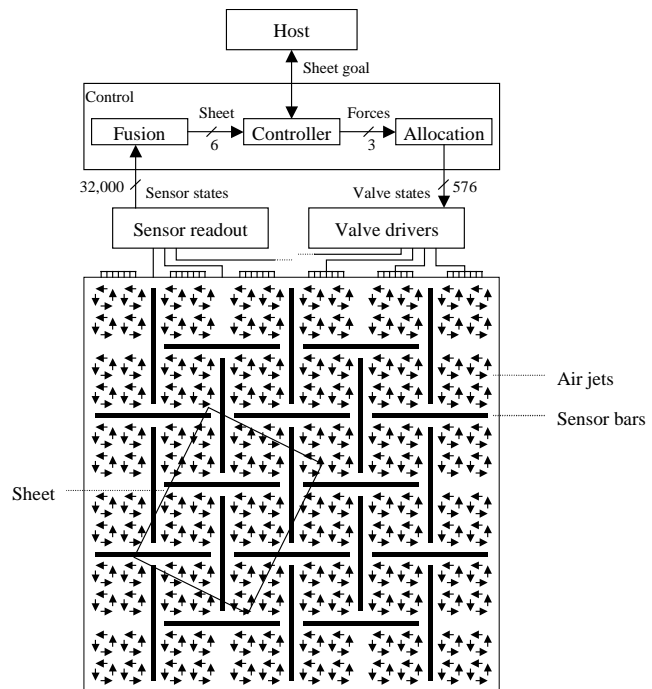 Host
Sheet goal
Control
Sheet
Forces
Fusion
Controller
Allocation
6
3
32,000
Sensor states
Valve states
576
Sensor readout
Valve drivers
Air jets
Sensor bars
Sheet